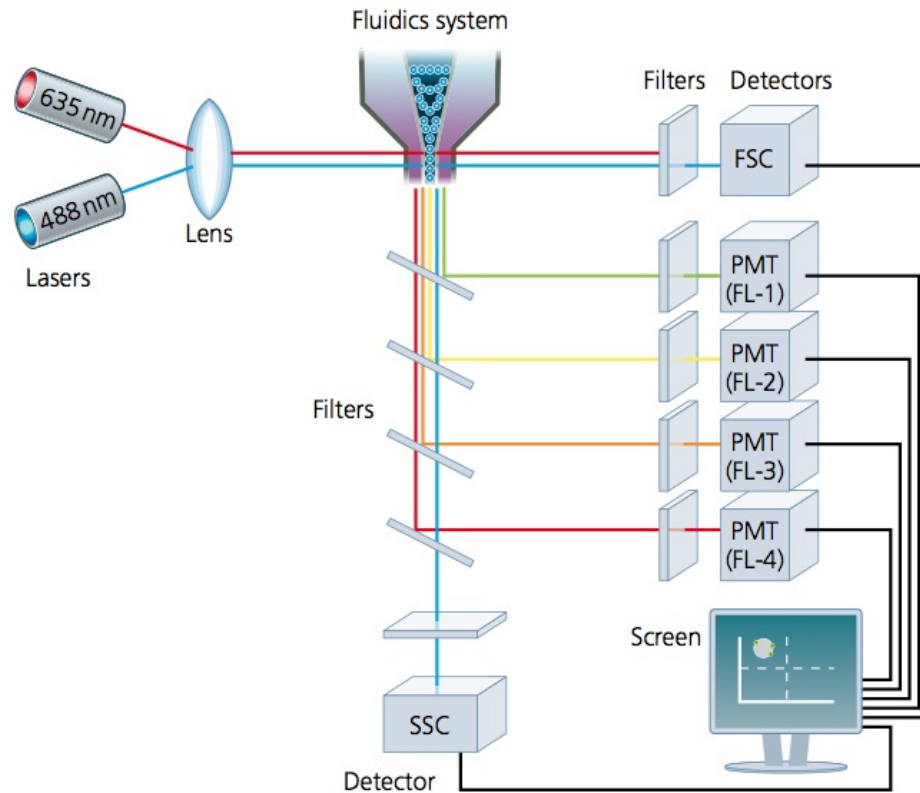 Fluidics system
635 nm
488 nm
Lasers
Lens
Filters
Detectors
FSC
PMT
(FL-1)
PMT
(FL-2)
PMT
(FL-3)
PMT
(FL-4)
Filters
Screen
SSC
Detector